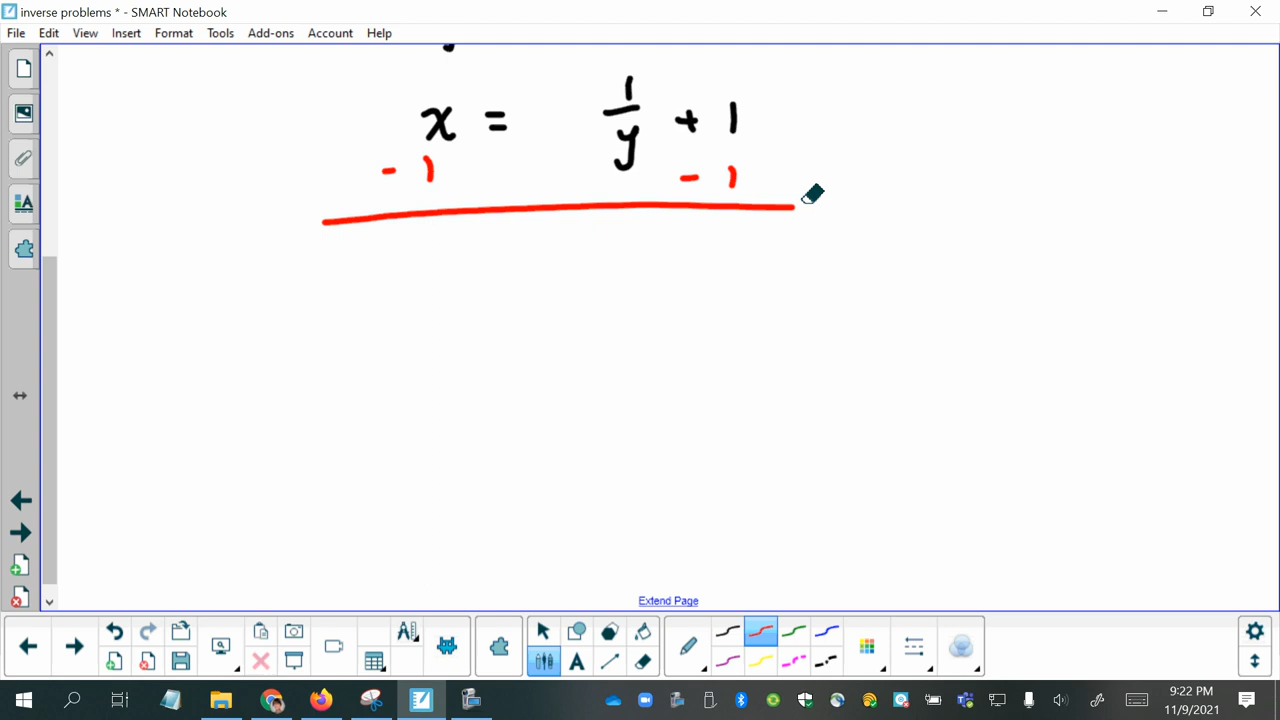 inverse problems * - SMART Notebook
File Edit View Insert Format Tools Add-ons Account Help
x = 1/y + 1
- 1 - 1
Extend Page
9:22 PM
11/9/2021